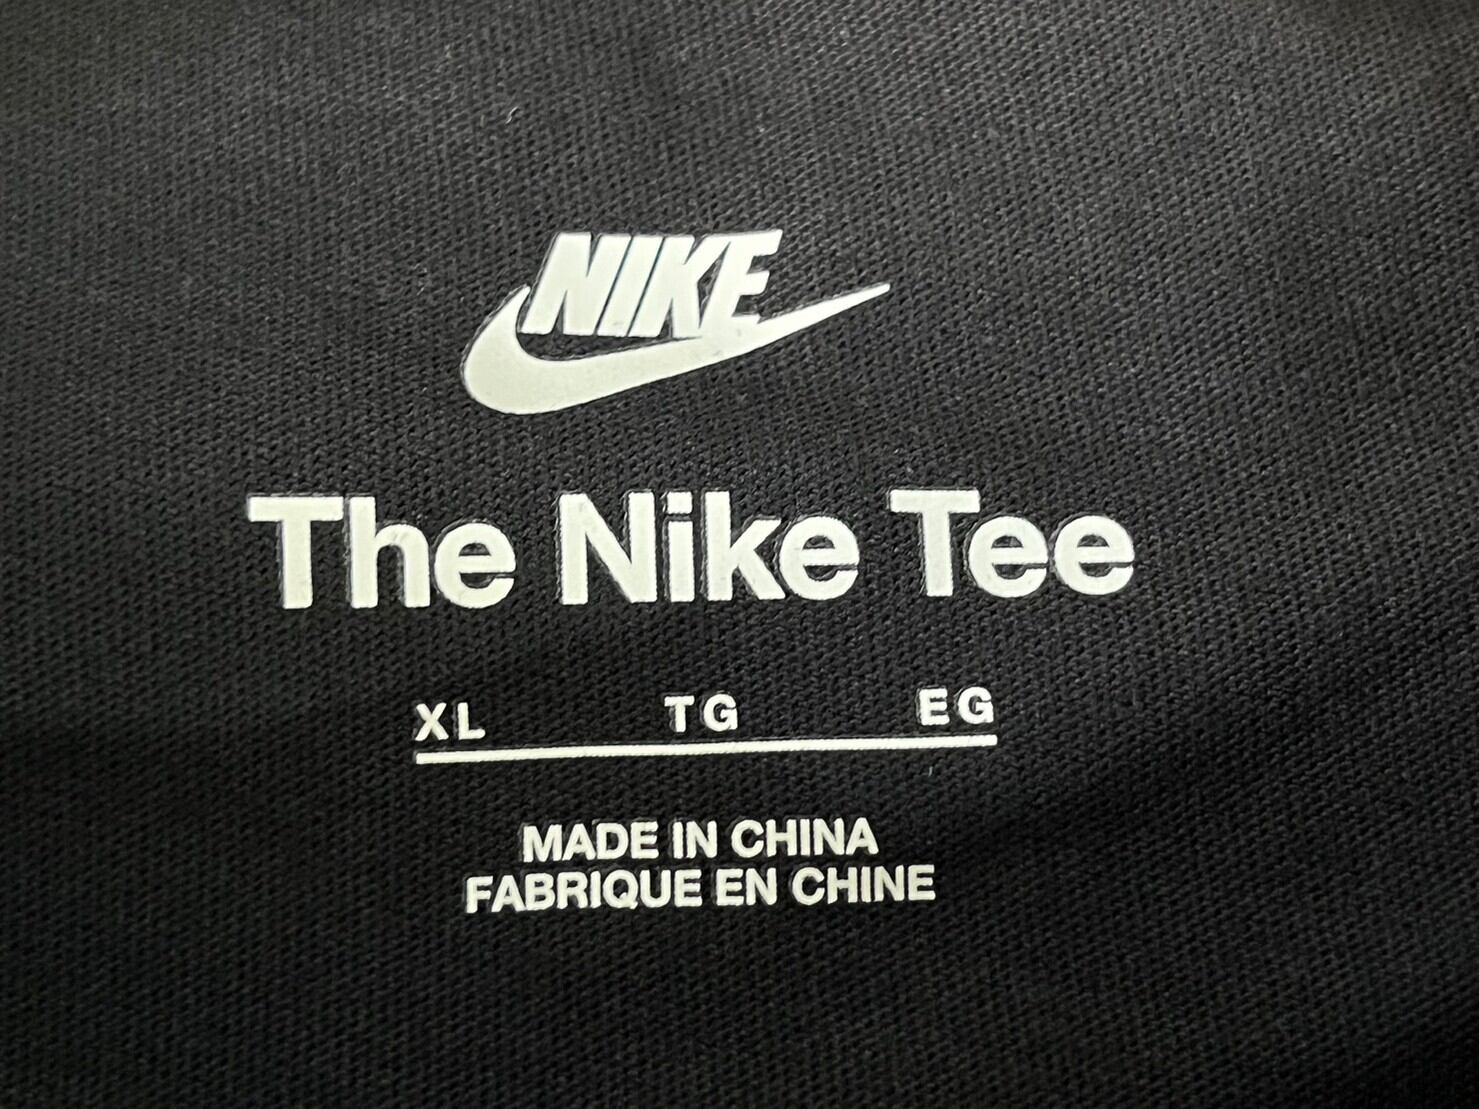 NIKE
The Nike Tee
XL TG EG
MADE IN CHINA
FABRIQUE EN CHINE